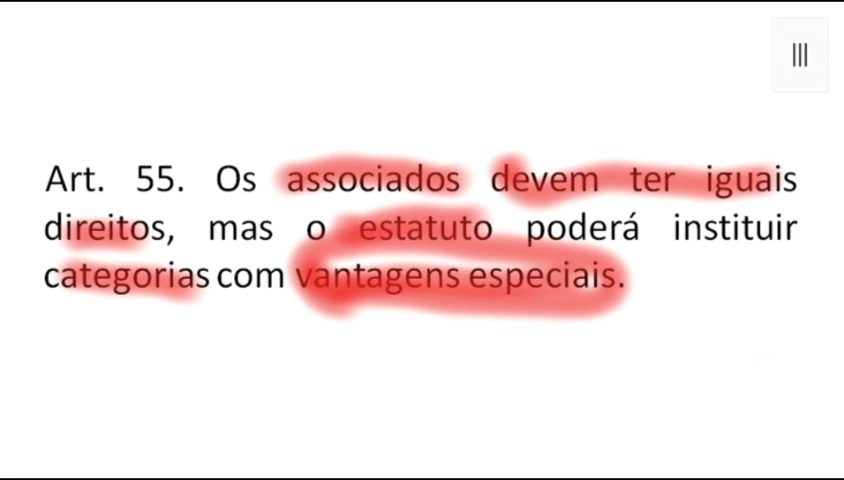 Art. 55. Os associados devem ter iguais
direitos, mas o estatuto poderá instituir
categorias com vantagens especiais.